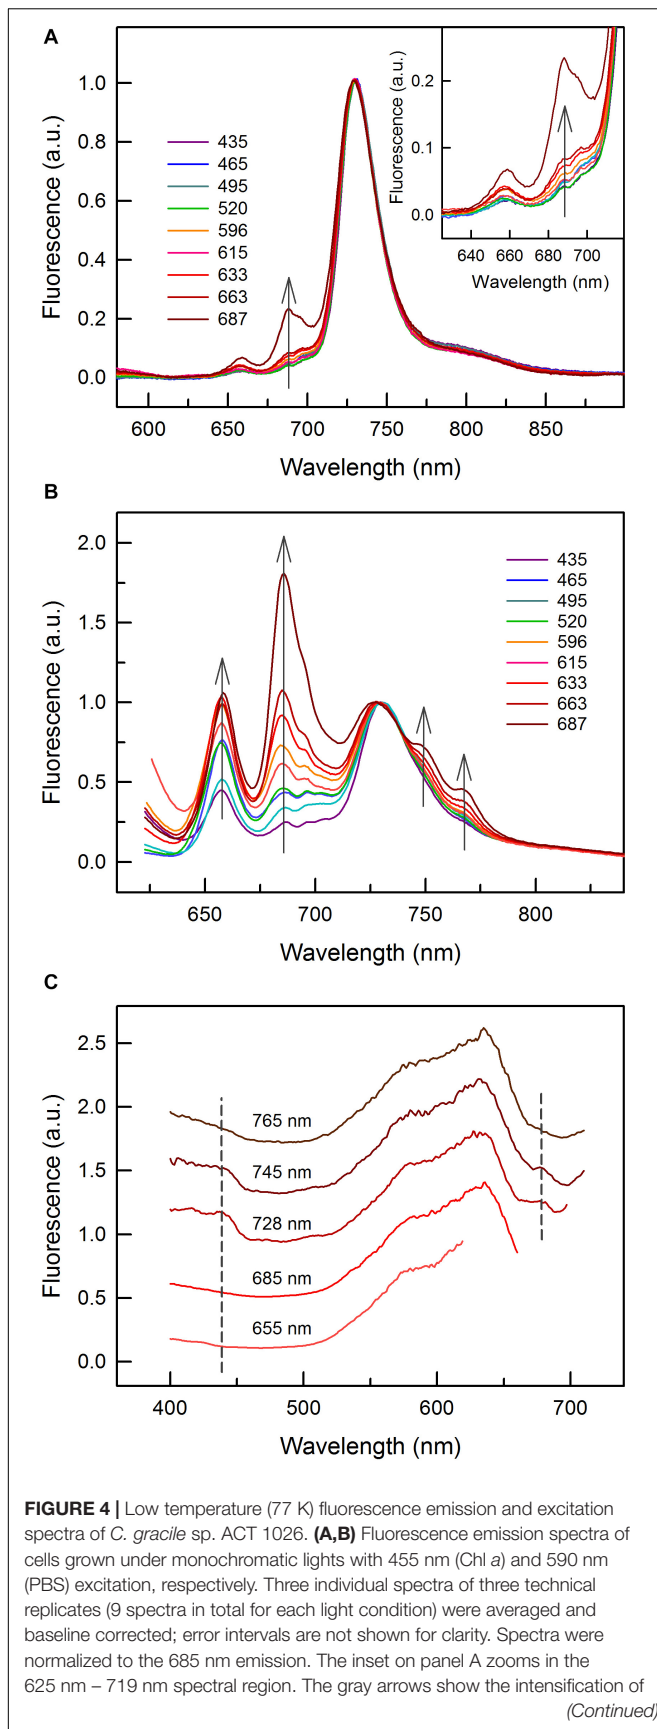 A
Fluorescence (a.u.)
1.0
0.8
0.6
0.4
0.2
0.0
435
465
495
520
596
615
633
663
687
600 650 700 750 800 850
Wavelength (nm)
Fluorescence (a.u.)
0.2
0.1
0.0
640 660 680 700
Wavelength (nm)
B
Fluorescence (a.u.)
2.0
1.5
1.0
0.5
0.0
435
465
495
520
596
615
633
663
687
650 700 750 800
Wavelength (nm)
C
Fluorescence (a.u.)
2.5
2.0
1.5
1.0
0.5
0.0
765 nm
745 nm
728 nm
685 nm
655 nm
400 500 600 700
Wavelength (nm)
FIGURE 4 | Low temperature (77 K) fluorescence emission and excitation
spectra of C. gracile sp. ACT 1026. (A,B) Fluorescence emission spectra of
cells grown under monochromatic lights with 455 nm (Chl a) and 590 nm
(PBS) excitation, respectively. Three individual spectra of three technical
replicates (9 spectra in total for each light condition) were averaged and
baseline corrected; error intervals are not shown for clarity. Spectra were
normalized to the 685 nm emission. The inset on panel A zooms in the
625 nm – 719 nm spectral region. The gray arrows show the intensification of
(Continued)